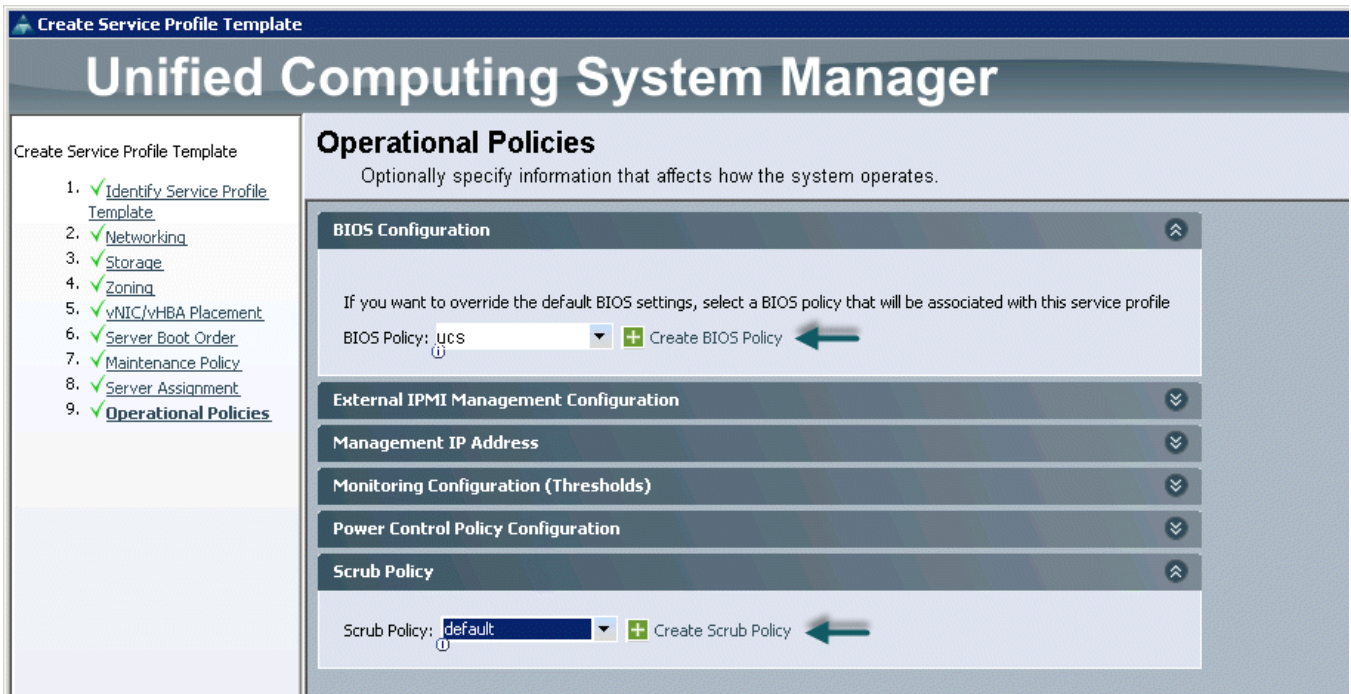 Create Service Profile Template
Unified Computing System Manager
Create Service Profile Template
1. Identify Service Profile
Template
2. Networking
3. Storage
4. Zoning
5. vNIC/vHBA Placement
6. Server Boot Order
7. Maintenance Policy
8. Server Assignment
9. Operational Policies
Operational Policies
Optionally specify information that affects how the system operates.
BIOS Configuration
If you want to override the default BIOS settings, select a BIOS policy that will be associated with this service profile
BIOS Policy: ucs Create BIOS Policy
External IPMI Management Configuration
Management IP Address
Monitoring Configuration (Thresholds)
Power Control Policy Configuration
Scrub Policy
Scrub Policy: default Create Scrub Policy